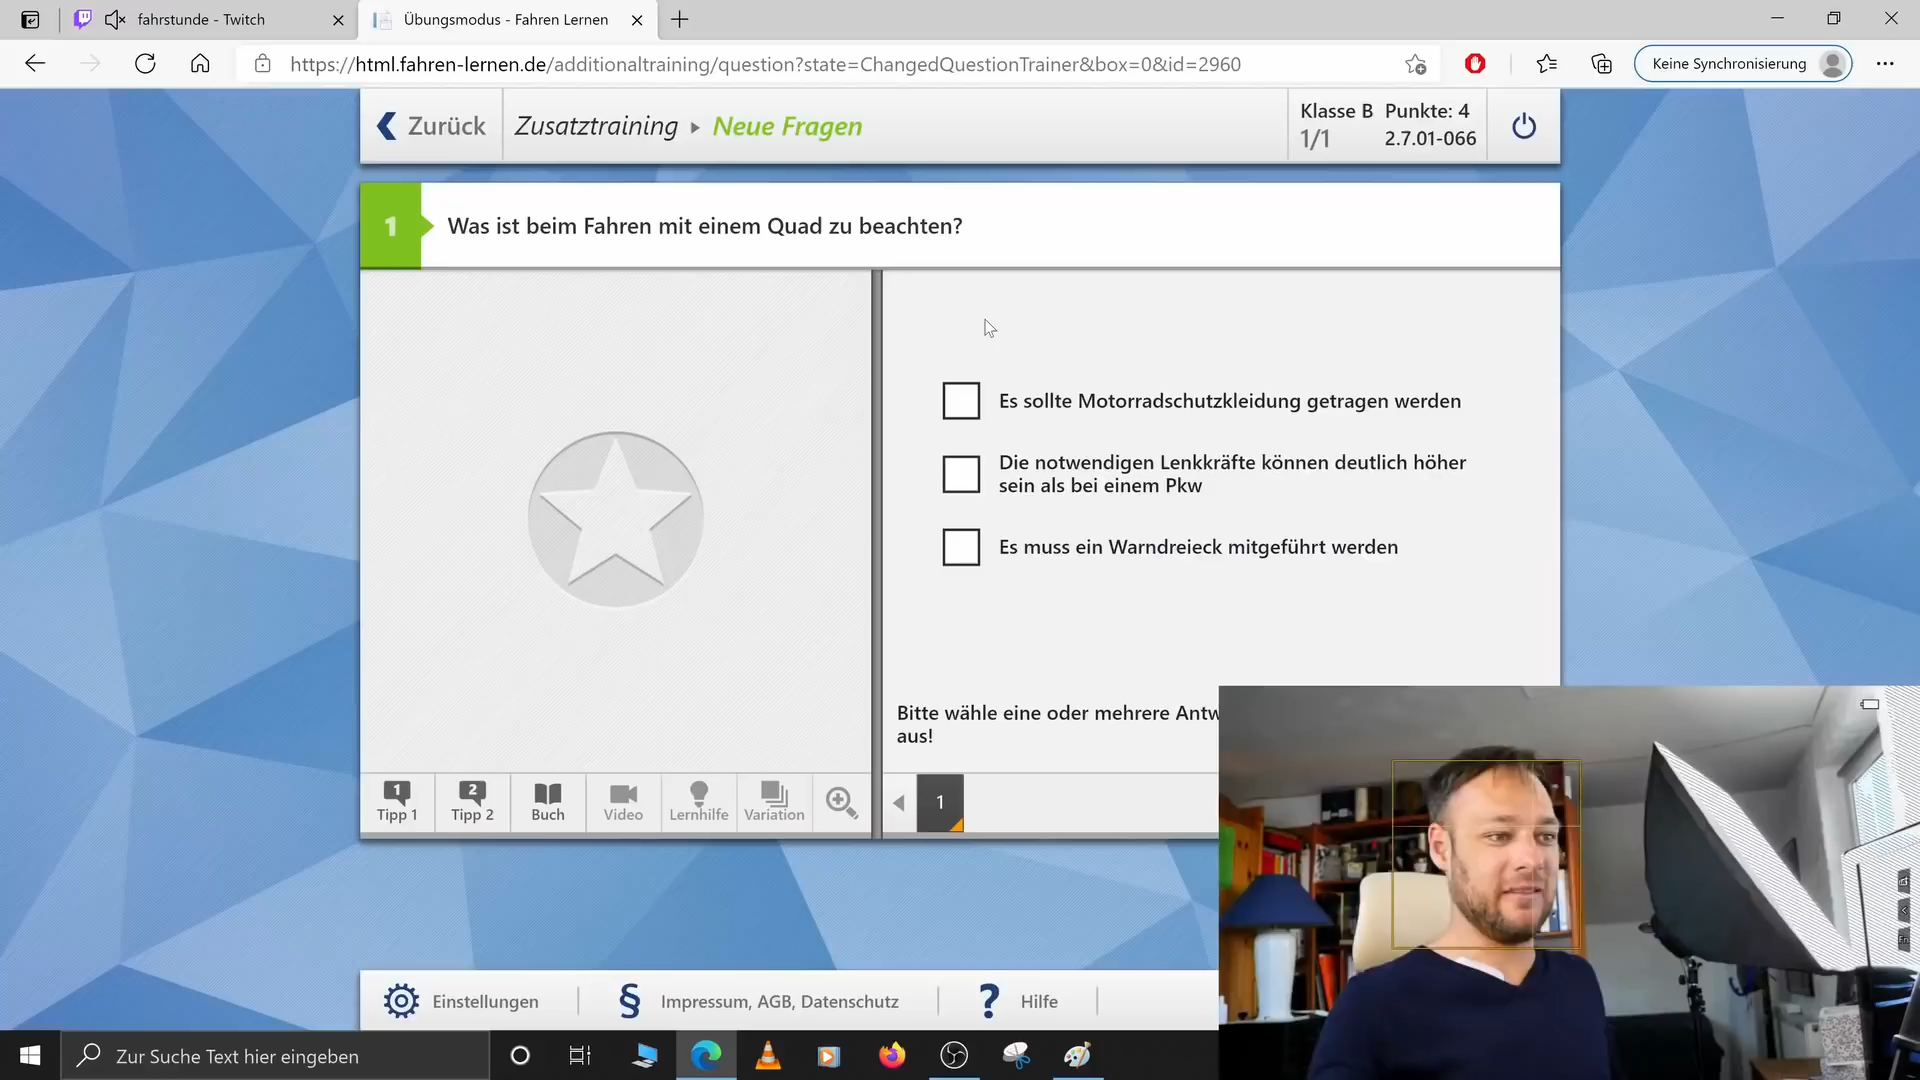 fahrstunde - Twitch
Übungsmodus - Fahren Lernen
https://html.fahren-lernen.de/additionaltraining/question?state=ChangedQuestionTrainer&box=0&id=2960
Keine Synchronisierung
Zurück
Zusatztraining ▸ Neue Fragen
Klasse B Punkte: 4
1/1 2.7.01-066
1
Was ist beim Fahren mit einem Quad zu beachten?
Es sollte Motorradschutzkleidung getragen werden
Die notwendigen Lenkkräfte können deutlich höher
sein als bei einem Pkw
Es muss ein Warndreieck mitgeführt werden
Bitte wähle eine oder mehrere Antw
aus!
1
Tipp 1
2
Tipp 2
Buch
Video
Lernhilfe
Variation
1
Einstellungen
§ Impressum, AGB, Datenschutz
? Hilfe
Zur Suche Text hier eingeben